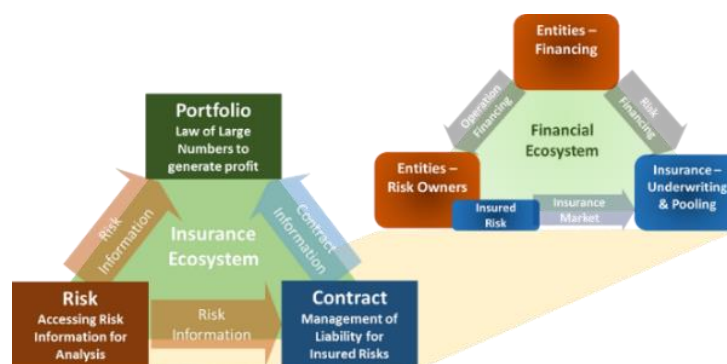 Entities –
Financing
Operation
Financing
Risk
Financing
Financial
Ecosystem
Entities –
Risk Owners
Insured
Risk
Insurance
Market
Insurance –
Underwriting
& Pooling
Portfolio
Law of Large
Numbers to
generate profit
Risk
Information
Insurance
Ecosystem
Contract
Information
Risk
Accessing Risk
Information for
Analysis
Risk
Information
Contract
Management of
Liability for
Insured Risks